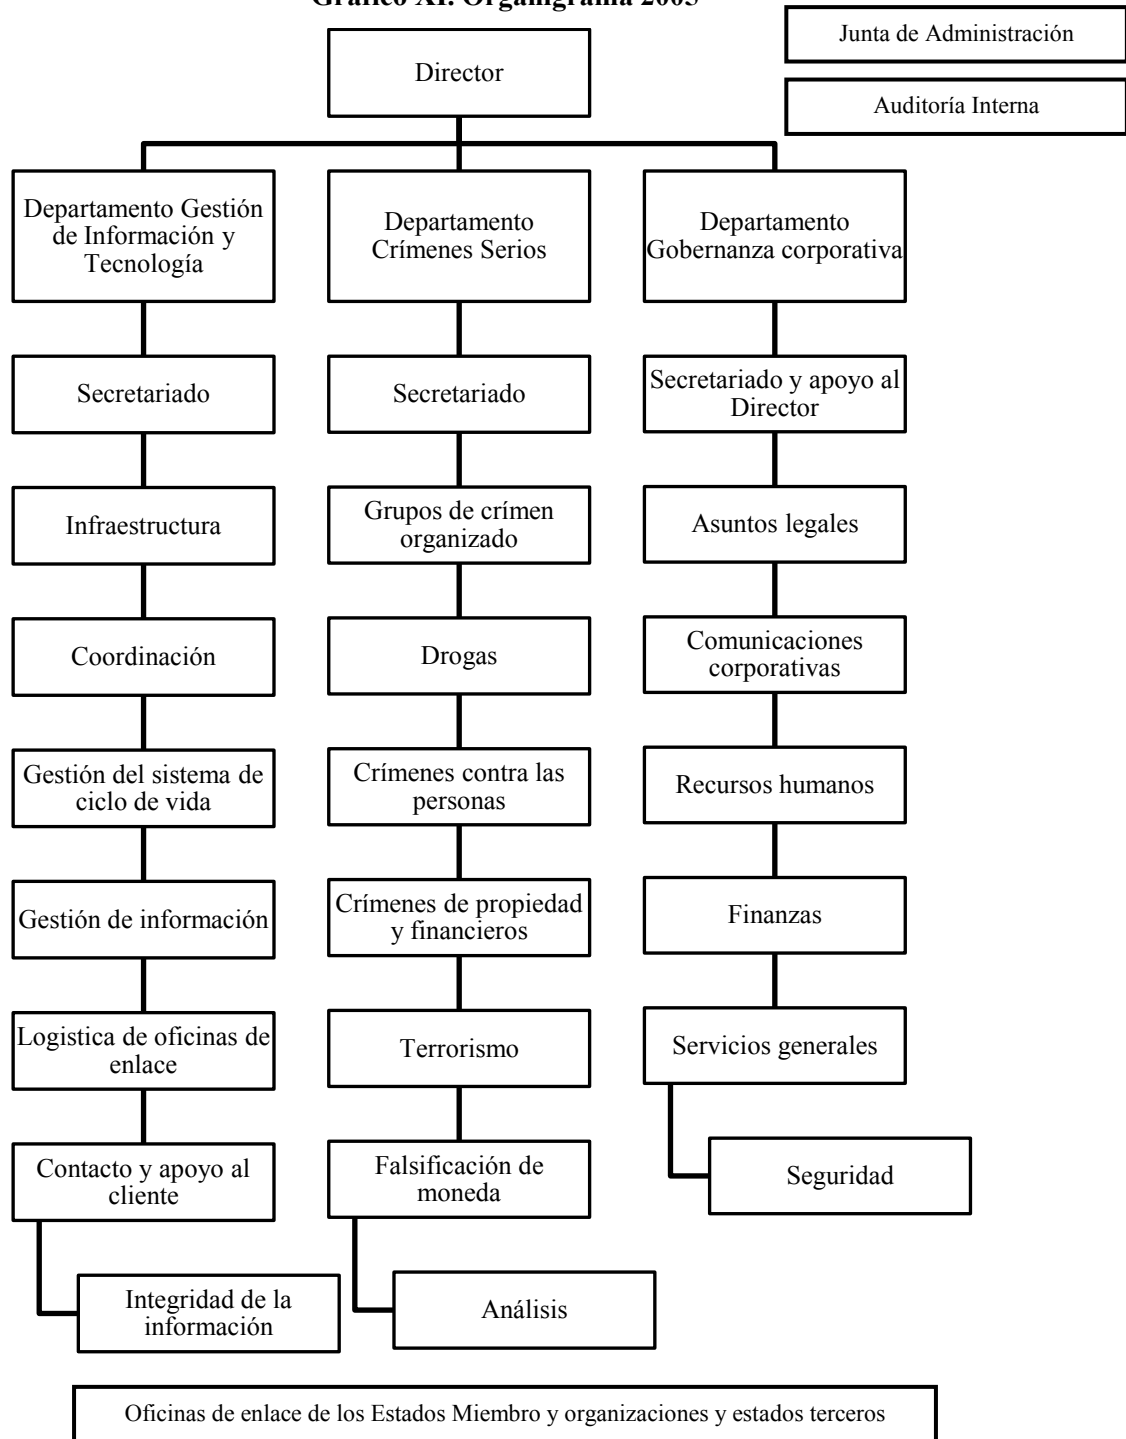 Gráfico XI. Organigrama 2005
Junta de Administración
Director
Auditoría Interna
Departamento Gestión
de Información y
Tecnología
Departamento
Crímenes Serios
Departamento
Gobernanza corporativa
Secretariado
Secretariado
Secretariado y apoyo al
Director
Infraestructura
Grupos de crímen
organizado
Asuntos legales
Coordinación
Drogas
Comunicaciones
corporativas
Gestión del sistema de
ciclo de vida
Crímenes contra las
personas
Recursos humanos
Gestión de información
Crímenes de propiedad
y financieros
Finanzas
Logistica de oficinas de
enlace
Terrorismo
Servicios generales
Contacto y apoyo al
cliente
Falsificación de
moneda
Seguridad
Integridad de la
información
Análisis
Oficinas de enlace de los Estados Miembro y organizaciones y estados terceros